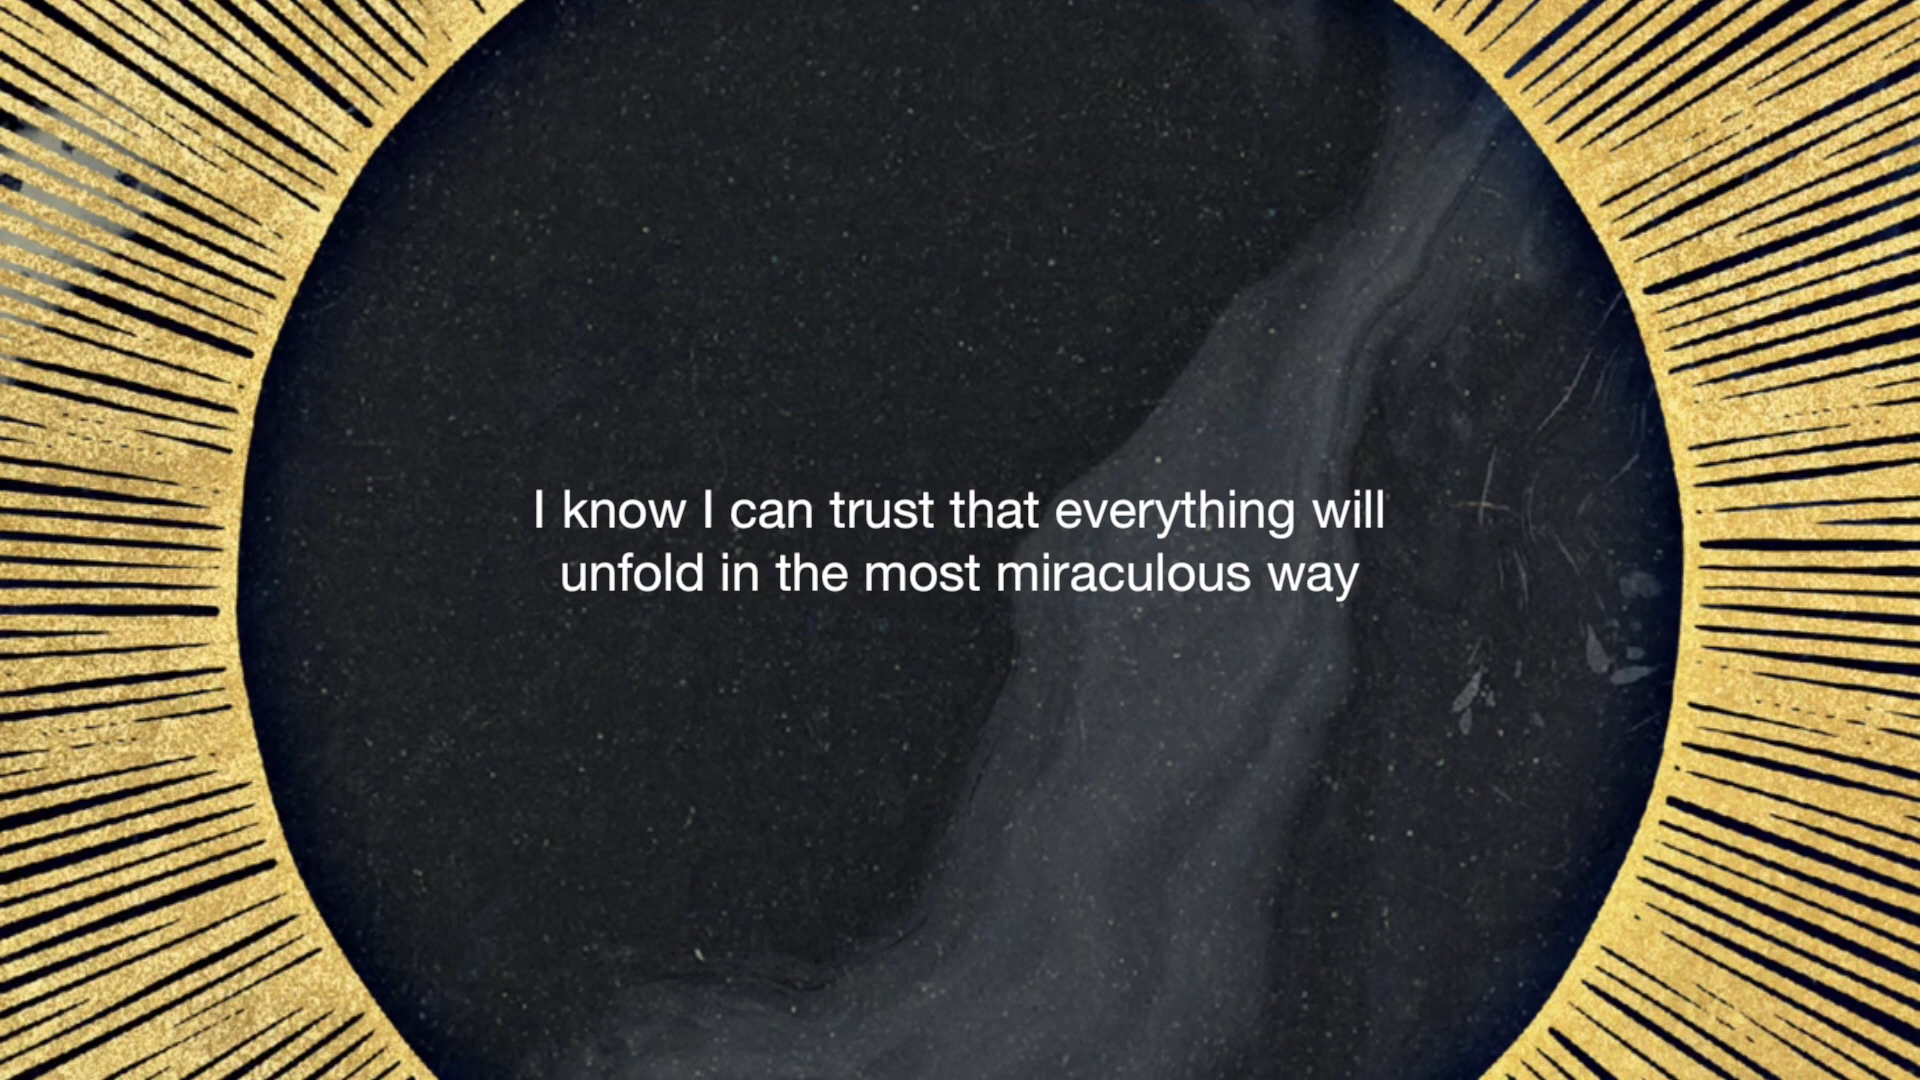 I know I can trust that everything will
unfold in the most miraculous way